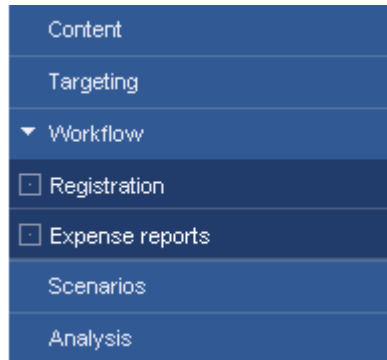 Content
Targeting
Workflow
Registration
Expense reports
Scenarios
Analysis